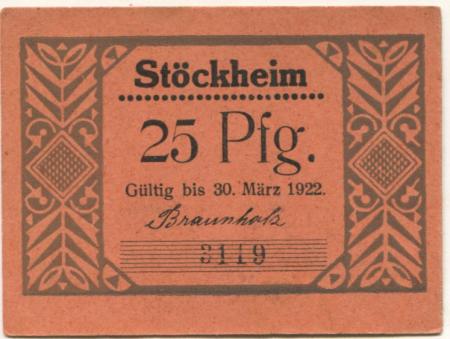 Stöckheim
25 Pfg.
Gültig bis 30. März 1922.
Braunholz
3119